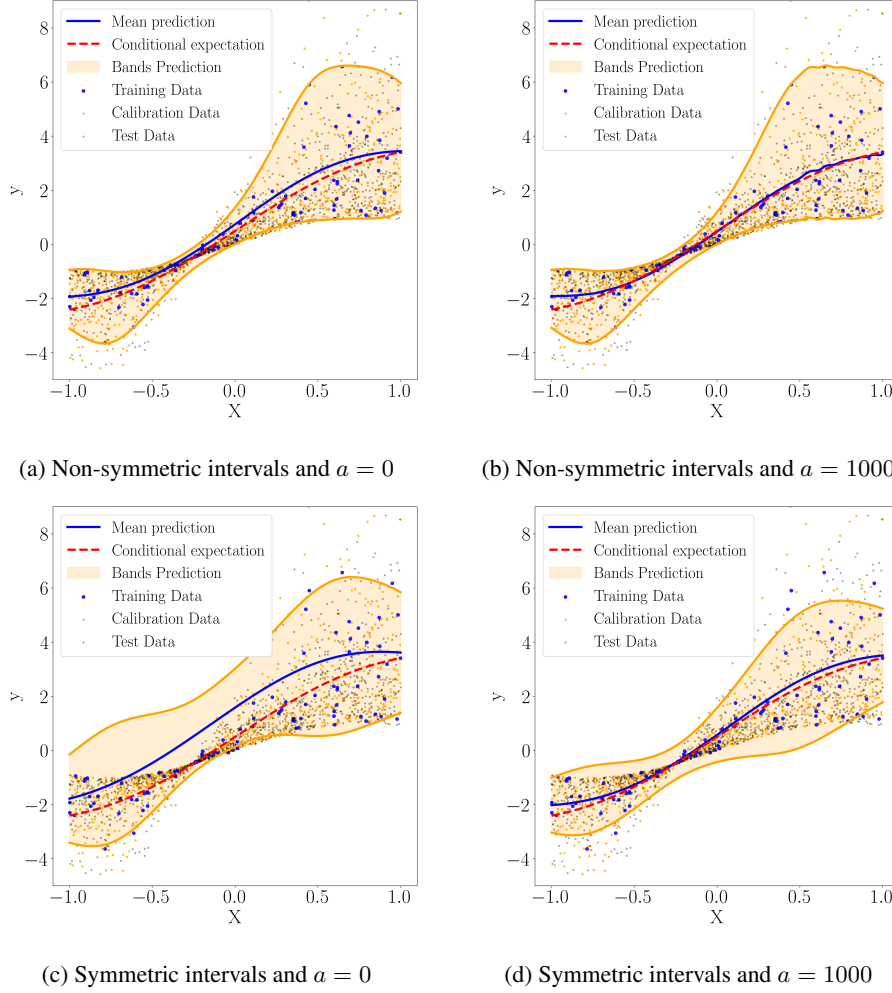 Mean prediction
Conditional expectation
Bands Prediction
Training Data
Calibration Data
Test Data
8
6
4
2
0
−2
−4
y
−1.0 −0.5 0.0 0.5 1.0
X
(a) Non-symmetric intervals and a = 0
Mean prediction
Conditional expectation
Bands Prediction
Training Data
Calibration Data
Test Data
8
6
4
2
0
−2
−4
y
−1.0 −0.5 0.0 0.5 1.0
X
(b) Non-symmetric intervals and a = 1000
Mean prediction
Conditional expectation
Bands Prediction
Training Data
Calibration Data
Test Data
8
6
4
2
0
−2
−4
y
−1.0 −0.5 0.0 0.5 1.0
X
(c) Symmetric intervals and a = 0
Mean prediction
Conditional expectation
Bands Prediction
Training Data
Calibration Data
Test Data
8
6
4
2
0
−2
−4
y
−1.0 −0.5 0.0 0.5 1.0
X
(d) Symmetric intervals and a = 1000